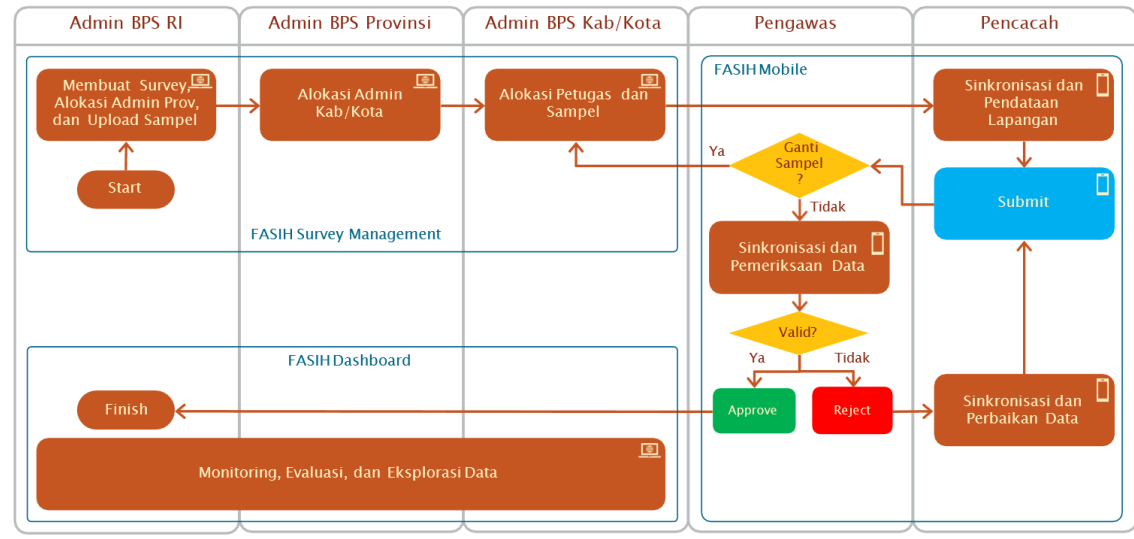 Admin BPS RI
Admin BPS Provinsi
Admin BPS Kab/Kota
Pengawas
Pencacah
Membuat Survey,
Alokasi Admin Prov,
dan Upload Sampel
Alokasi Admin
Kab/Kota
Alokasi Petugas dan
Sampel
FASIH Mobile
Sinkronisasi dan
Pendataan
Lapangan
Ya
Ganti
Sampel
?
Start
Submit
Tidak
FASIH Survey Management
Sinkronisasi dan
Pemeriksaan Data
Valid?
FASIH Dashboard
Ya
Tidak
Finish
Approve
Reject
Sinkronisasi dan
Perbaikan Data
Monitoring, Evaluasi, dan Eksplorasi Data